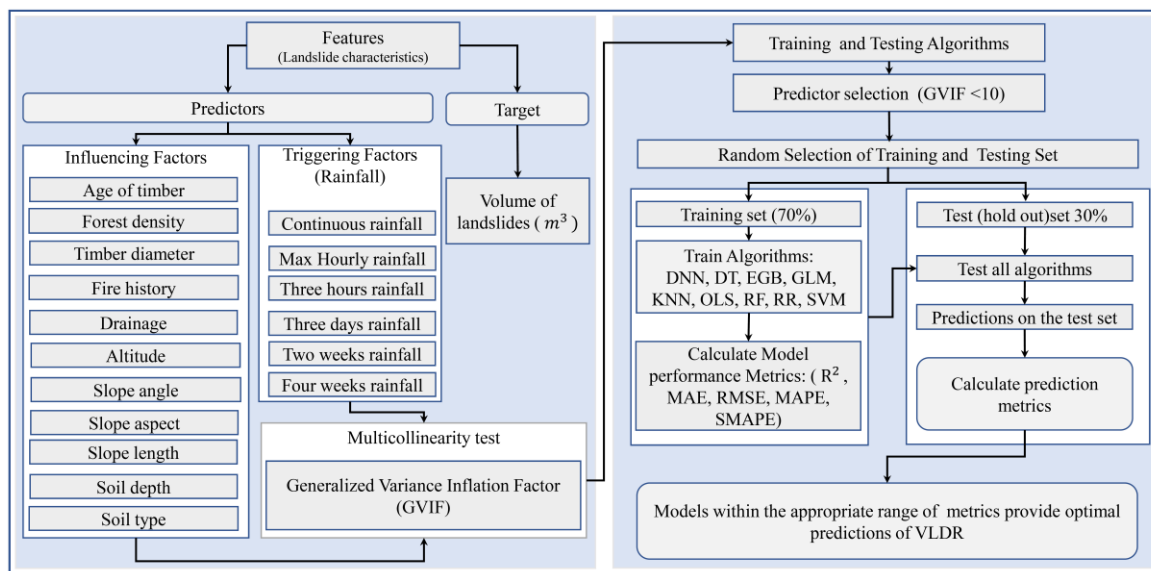 Features
(Landslide characteristics)
Predictors
Target
Influencing Factors
Age of timber
Forest density
Timber diameter
Fire history
Drainage
Altitude
Slope angle
Slope aspect
Slope length
Soil depth
Soil type
Triggering Factors
(Rainfall)
Continuous rainfall
Max Hourly rainfall
Three hours rainfall
Three days rainfall
Two weeks rainfall
Four weeks rainfall
Volume of
landslides ( m³ )
Multicollinearity test
Generalized Variance Inflation Factor
(GVIF)
Training and Testing Algorithms
Predictor selection (GVIF <10)
Random Selection of Training and Testing Set
Training set (70%)
Train Algorithms:
DNN, DT, EGB, GLM,
KNN, OLS, RF, RR, SVM
Calculate Model
performance Metrics: ( R² ,
MAE, RMSE, MAPE,
SMAPE)
Test (hold out)set 30%
Test all algorithms
Predictions on the test set
Calculate prediction
metrics
Models within the appropriate range of metrics provide optimal
predictions of VLDR